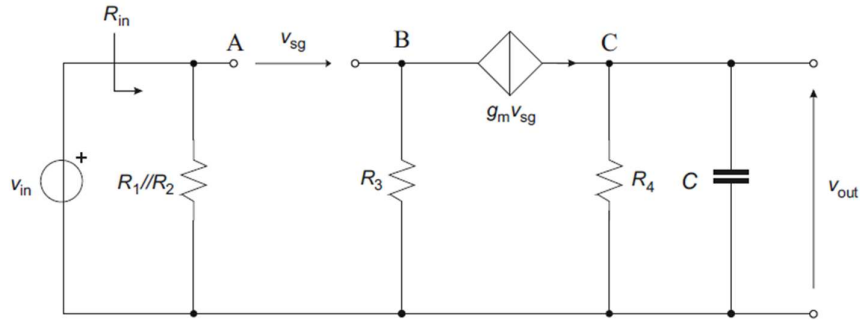 R_in
A
v_sg
B
C
g_m v_sg
v_in
+
R_1//R_2
R_3
R_4
C
v_out